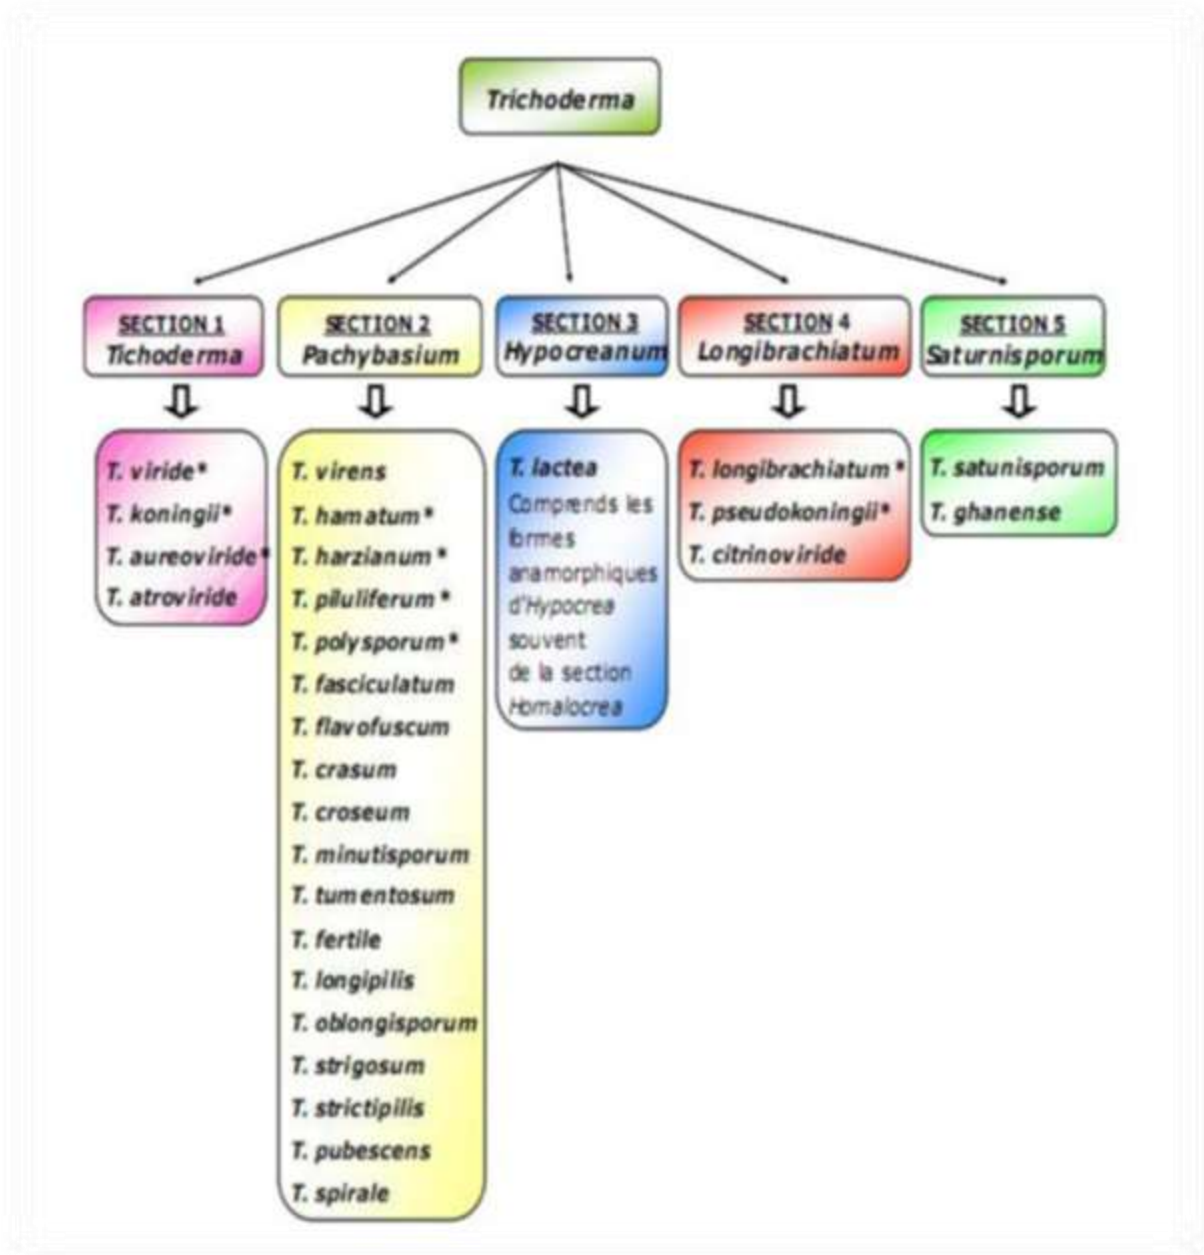 Trichoderma
SECTION 1
Tichoderma
SECTION 2
Pachybasium
SECTION 3
Hypocreanum
SECTION 4
Longibrachiatum
SECTION 5
Saturnisporum
T. viride*
T. koningii*
T. aureoviride*
T. atroviride
T. virens
T. hamatum*
T. harzianum*
T. piluliferum*
T. polysporum*
T. fasciculatum
T. flavofuscum
T. crasum
T. croseum
T. minutisporum
T. tumentosum
T. fertile
T. longipilis
T. oblongisporum
T. strigosum
T. strictipilis
T. pubescens
T. spirale
T. lactea
Comprends les
formes
anamorphiques
d'Hypocrea
souvent
de la section
Homalocrea
T. longibrachiatum*
T. pseudokoningii*
T. citrinoviride
T. satunisporum
T. ghanense